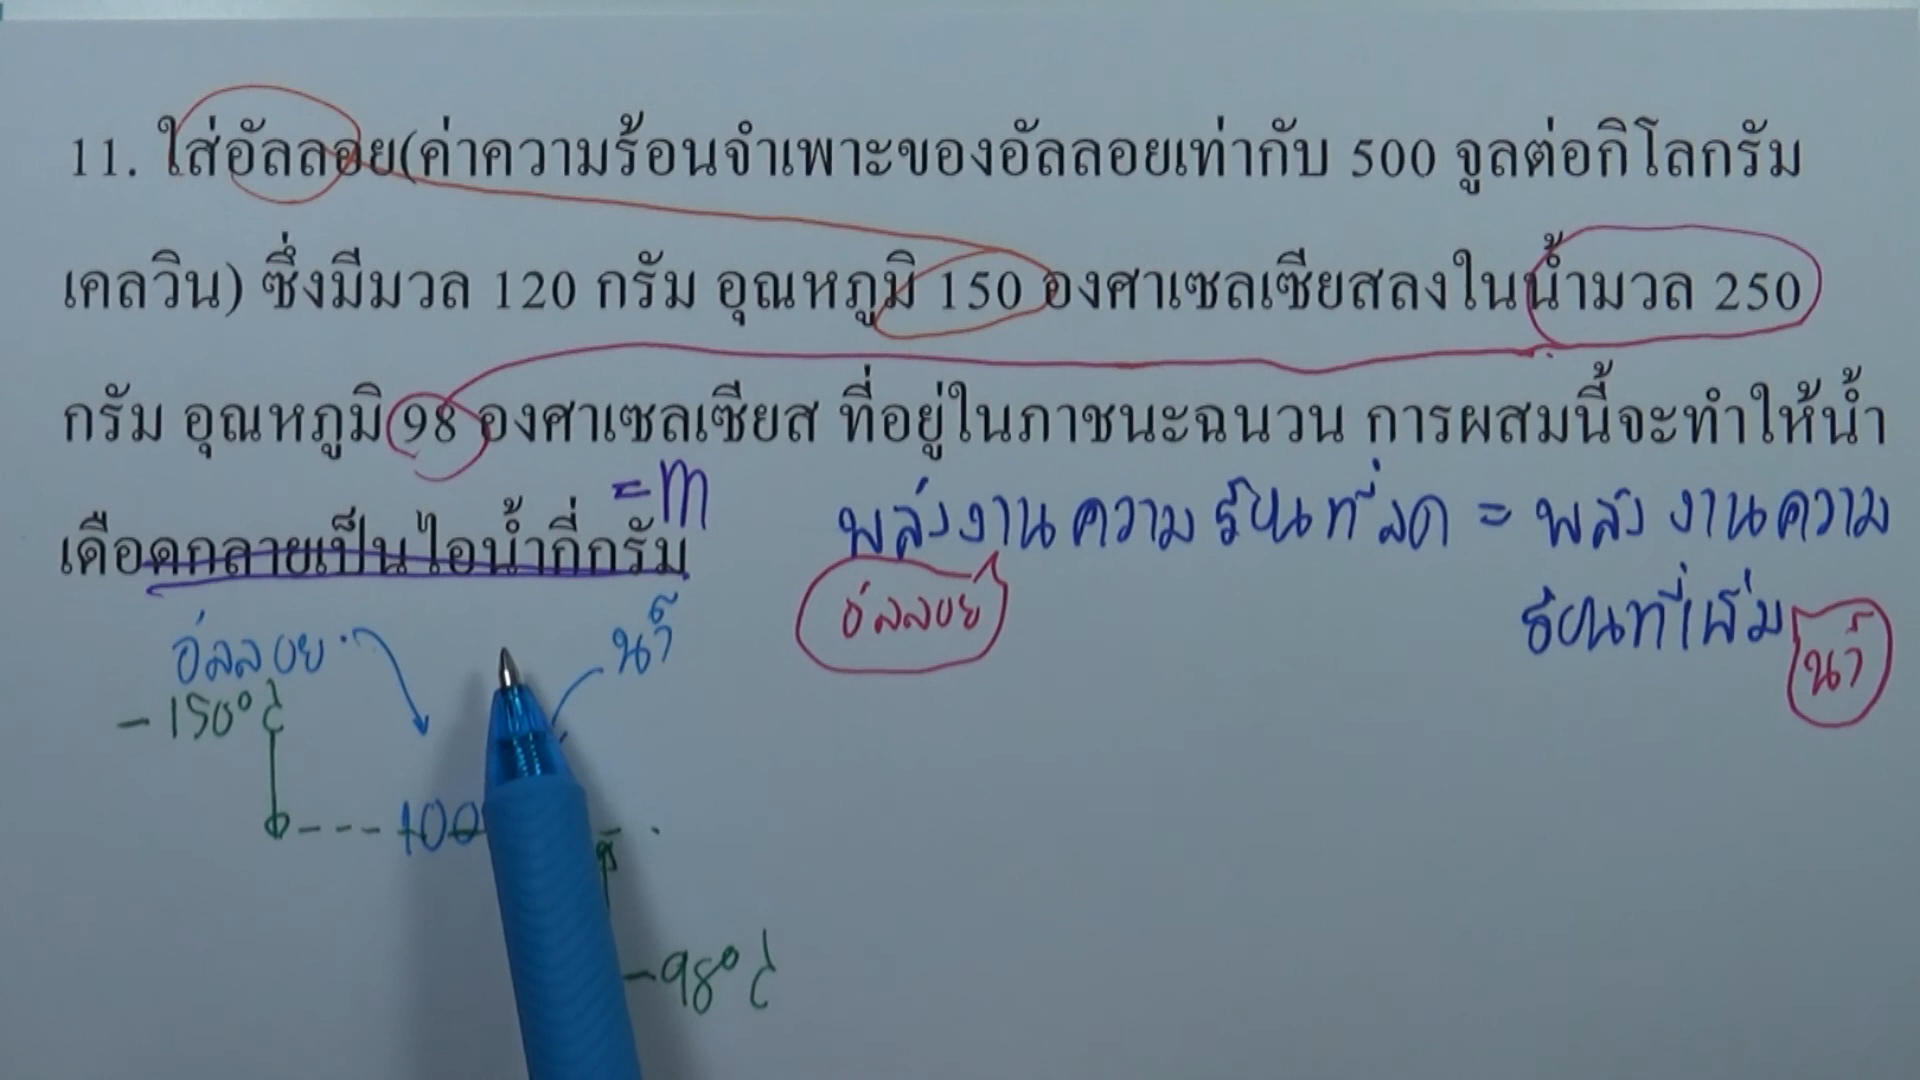 11. ใส่อัลลอย(ค่าความร้อนจำเพาะของอัลลอยเท่ากับ 500 จูลต่อกิโลกรัม
เคลวิน) ซึ่งมีมวล 120 กรัม อุณหภูมิ 150 องศาเซลเซียสลงในน้ำมวล 250
กรัม อุณหภูมิ 98 องศาเซลเซียส ที่อยู่ในภาชนะฉนวน การผสมนี้จะทำให้น้ำ
เดือดกลายเป็นไอน้ำกี่กรัม = m
พลังงานความร้อนที่ลด = พลังงานความ
อัลลอย
ร้อนที่เพิ่ม น้ำ
อัลลอย น้ำ
- 150°C
100
- 98°C